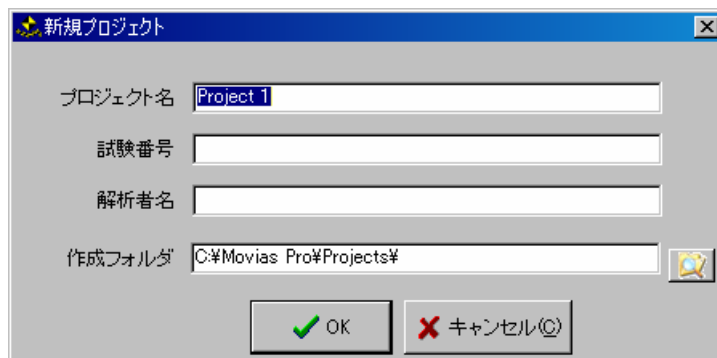 新規プロジェクト
プロジェクト名 Project 1
試験番号
解析者名
作成フォルダ C:¥Movias Pro¥Projects¥
OK キャンセル(C)